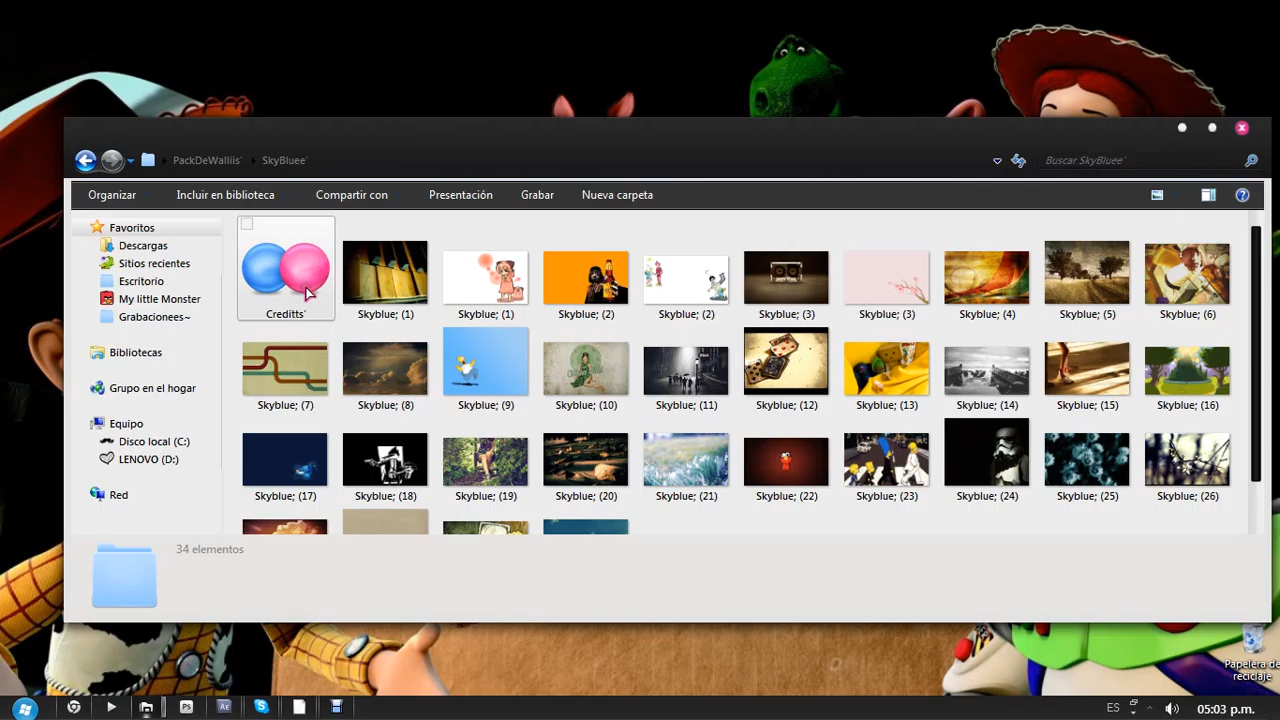 PackDeWalliis' SkyBluee' Buscar SkyBluee'
Organizar Incluir en biblioteca Compartir con Presentación Grabar Nueva carpeta
Favoritos
Descargas
Sitios recientes
Escritorio
My little Monster
Grabacionees~
Bibliotecas
Grupo en el hogar
Equipo
Disco local (C:)
LENOVO (D:)
Red
Creditts' Skyblue; (1) Skyblue; (1) Skyblue; (2) Skyblue; (2) Skyblue; (3) Skyblue; (3) Skyblue; (4) Skyblue; (5) Skyblue; (6)
Skyblue; (7) Skyblue; (8) Skyblue; (9) Skyblue; (10) Skyblue; (11) Skyblue; (12) Skyblue; (13) Skyblue; (14) Skyblue; (15) Skyblue; (16)
Skyblue; (17) Skyblue; (18) Skyblue; (19) Skyblue; (20) Skyblue; (21) Skyblue; (22) Skyblue; (23) Skyblue; (24) Skyblue; (25) Skyblue; (26)
34 elementos
Papelera de
reciclaje
PS Ae ES 05:03 p.m.